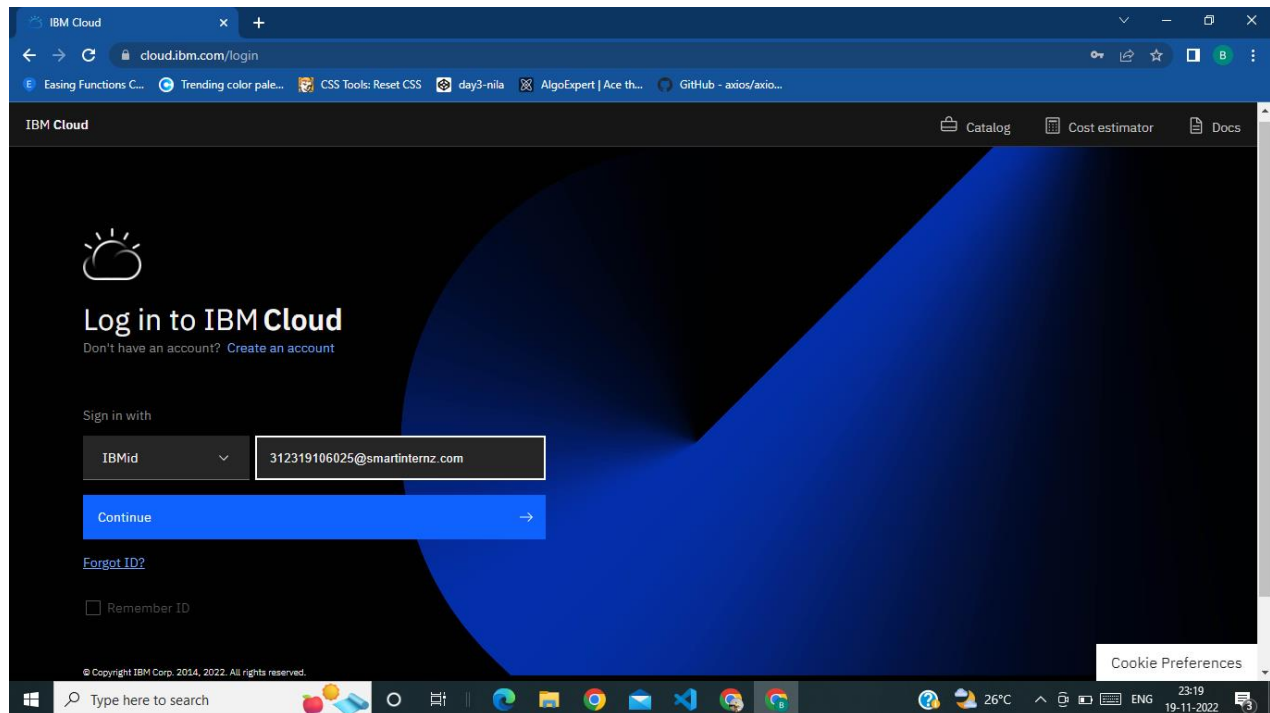 IBM Cloud
cloud.ibm.com/login
B
E Easing Functions C... Trending color pale... CSS Tools: Reset CSS day3-nila AlgoExpert | Ace th... GitHub - axios/axio...
IBM Cloud Catalog Cost estimator Docs
Log in to IBM Cloud
Don't have an account? Create an account
Sign in with
IBMid 312319106025@smartinternz.com
Continue
Forgot ID?
Remember ID
Cookie Preferences
© Copyright IBM Corp. 2014, 2022. All rights reserved.
Type here to search 26°C ENG 23:19
19-11-2022 3